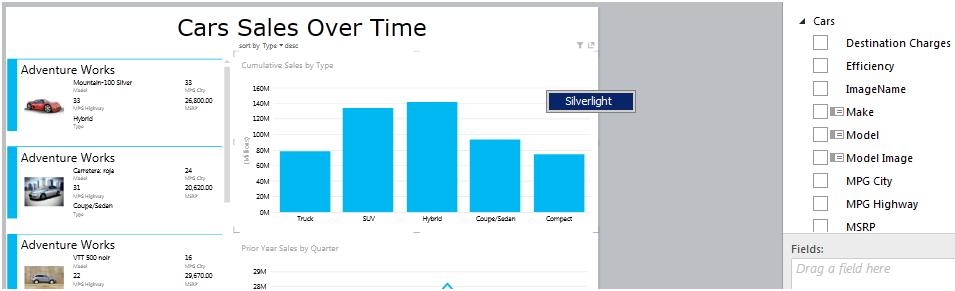 Cars Sales Over Time
sort by Type ▾ desc
Adventure Works
Mountain-100 Silver 33
Model MPG City
33 26,800.00
MPG Highway MSRP
Hybrid
Type
Adventure Works
Carretera: roja 24
Model MPG City
31 20,620.00
MPG Highway MSRP
Coupe/Sedan
Type
Adventure Works
VTT 500 noir 16
Model MPG City
22 29,670.00
MPG Highway MSRP
Cumulative Sales by Type
160M
140M
120M
100M
80M
60M
40M
20M
0M
(Millions)
Truck SUV Hybrid Coupe/Sedan Compact
Silverlight
Prior Year Sales by Quarter
29M
28M
Cars
Destination Charges
Efficiency
ImageName
Make
Model
Model Image
MPG City
MPG Highway
MSRP
Fields:
Drag a field here